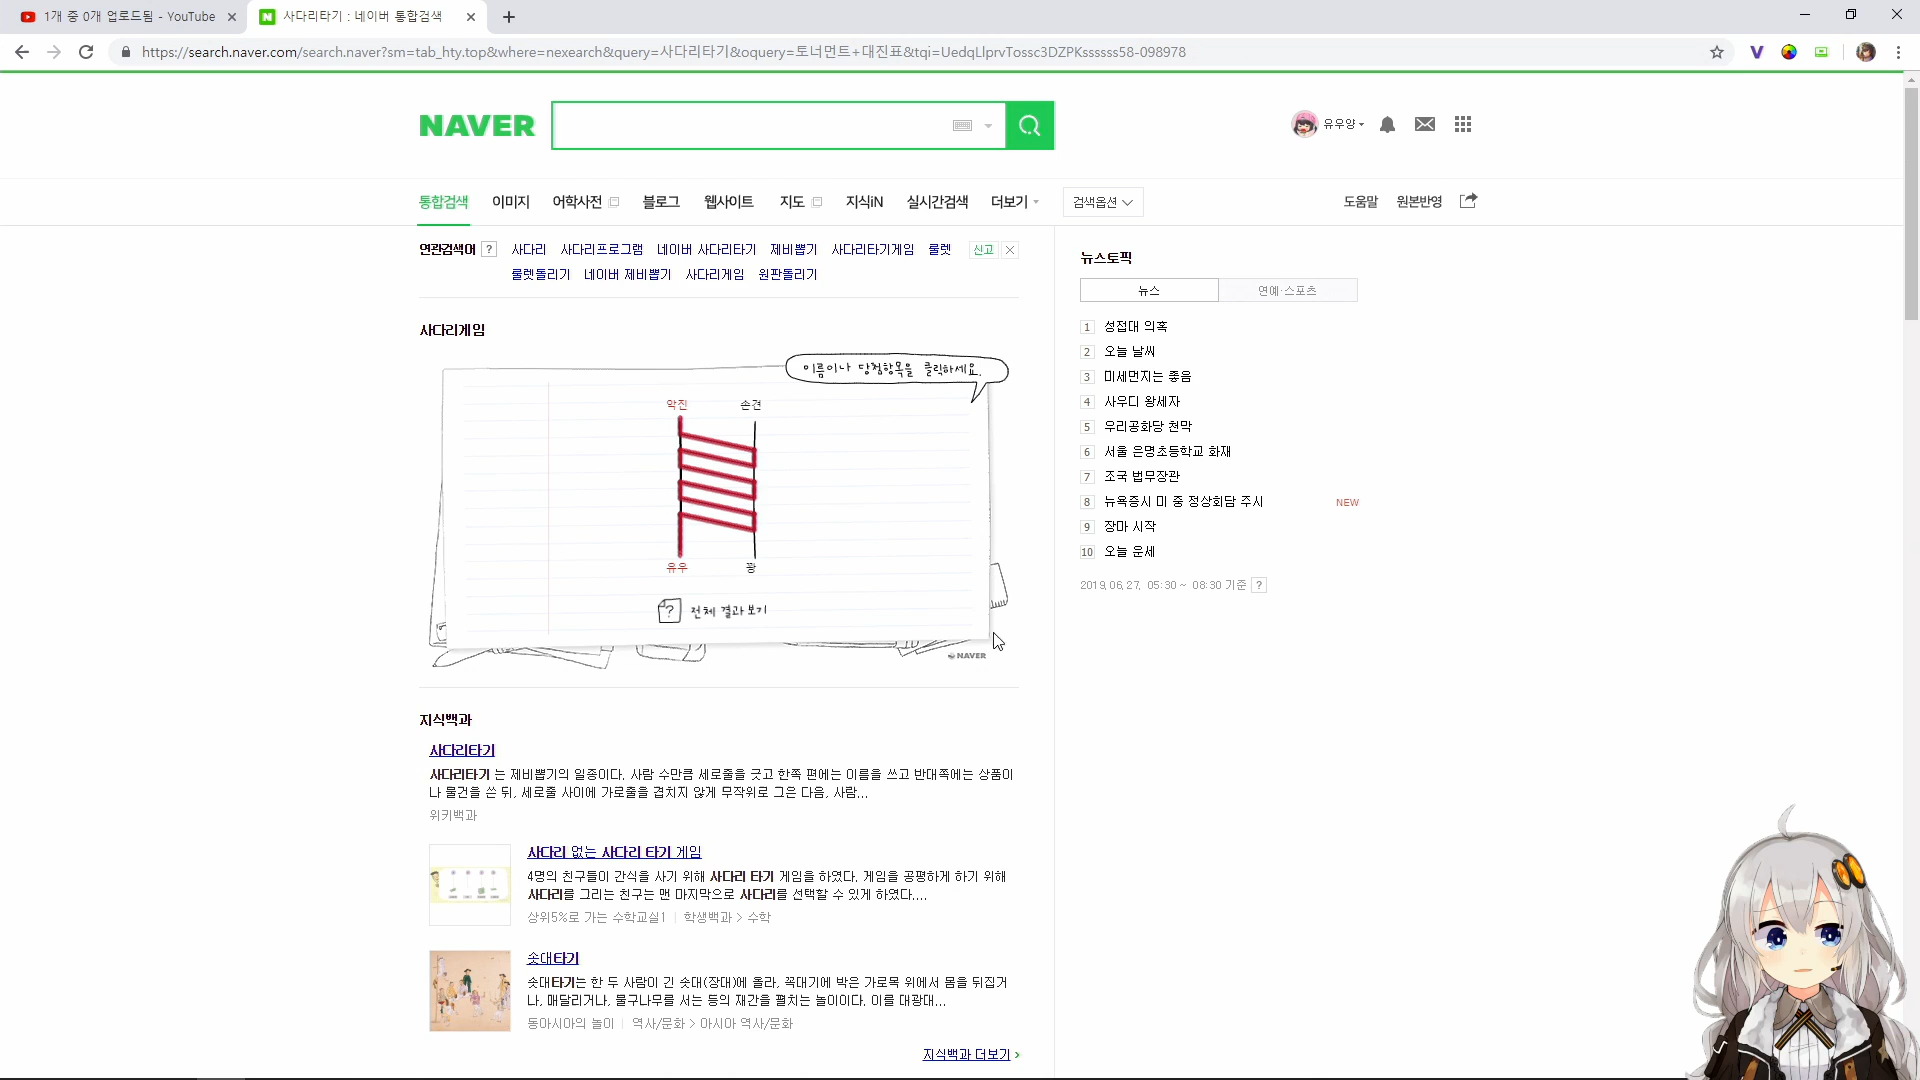 1개 중 0개 업로드됨 - YouTube
사다리타기 : 네이버 통합검색
https://search.naver.com/search.naver?sm=tab_hty.top&where=nexearch&query=사다리타기&oquery=토너먼트+대진표&tqi=UedqLlprvTossc3DZPKssssss58-098978
NAVER
유우양
통합검색 이미지 어학사전 블로그 웹사이트 지도 지식iN 실시간검색 더보기 검색옵션
도움말 원본반영
연관검색어 ? 사다리 사다리프로그램 네이버 사다리타기 제비뽑기 사다리타기게임 룰렛 신고
룰렛돌리기 네이버 제비뽑기 사다리게임 원판돌리기
사다리게임
이름이나 당첨항목을 클릭하세요.
악진 손견
유우 꽝
? 전체 결과 보기
NAVER
지식백과
사다리타기
사다리타기 는 제비뽑기의 일종이다. 사람 수만큼 세로줄을 긋고 한쪽 편에는 이름을 쓰고 반대쪽에는 상품이
나 물건을 쓴 뒤, 세로줄 사이에 가로줄을 겹치지 않게 무작위로 그은 다음, 사람...
위키백과
사다리 없는 사다리 타기 게임
4명의 친구들이 간식을 사기 위해 사다리 타기 게임을 하였다. 게임을 공평하게 하기 위해
사다리를 그리는 친구는 맨 마지막으로 사다리를 선택할 수 있게 하였다....
상위5%로 가는 수학교실1 | 학생백과 > 수학
솟대타기
솟대타기는 한 두 사람이 긴 솟대(장대)에 올라, 꼭대기에 박은 가로목 위에서 몸을 뒤집거
나, 매달리거나, 물구나무를 서는 등의 재간을 펼치는 놀이이다. 이를 대광대...
동아시아의 놀이 | 역사/문화 > 아시아 역사/문화
지식백과 더보기
뉴스토픽
뉴스 연예·스포츠
1 성접대 의혹
2 오늘 날씨
3 미세먼지는 좋음
4 사우디 왕세자
5 우리공화당 천막
6 서울 은명초등학교 화재
7 조국 법무장관
8 뉴욕증시 미 중 정상회담 주시 NEW
9 장마 시작
10 오늘 운세
2019.06.27. 05:30 ~ 08:30 기준 ?